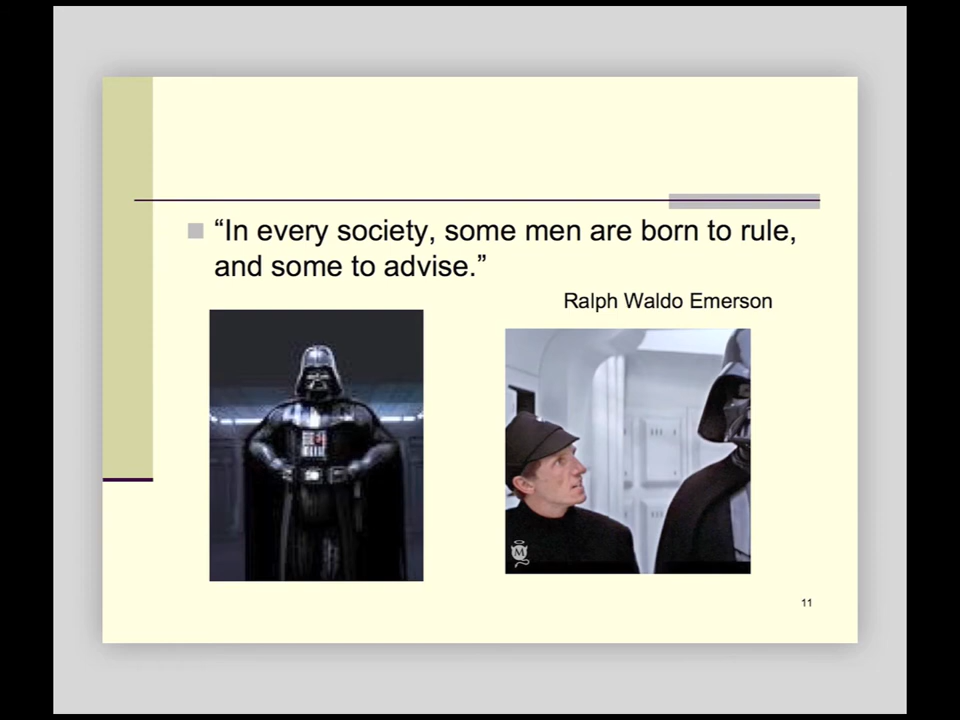 “In every society, some men are born to rule,
and some to advise.”
Ralph Waldo Emerson
M
11